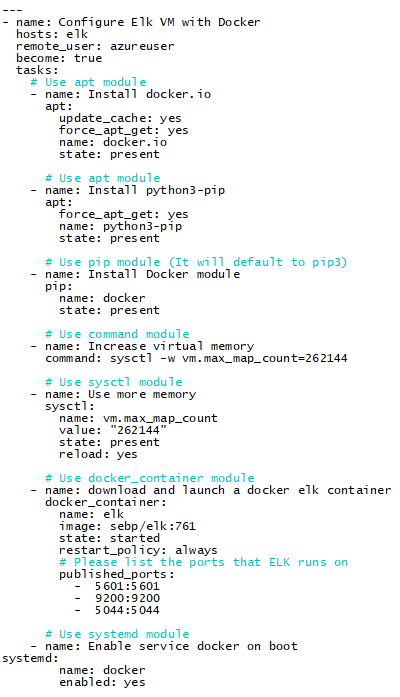 ---
- name: Configure Elk VM with Docker
  hosts: elk
  remote_user: azureuser
  become: true
  tasks:
    # Use apt module
    - name: Install docker.io
      apt:
        update_cache: yes
        force_apt_get: yes
        name: docker.io
        state: present

      # Use apt module
    - name: Install python3-pip
      apt:
        force_apt_get: yes
        name: python3-pip
        state: present

      # Use pip module (It will default to pip3)
    - name: Install Docker module
      pip:
        name: docker
        state: present

      # Use command module
    - name: Increase virtual memory
      command: sysctl -w vm.max_map_count=262144

      # Use sysctl module
    - name: Use more memory
      sysctl:
        name: vm.max_map_count
        value: "262144"
        state: present
        reload: yes

      # Use docker_container module
    - name: download and launch a docker elk container
      docker_container:
        name: elk
        image: sebp/elk:761
        state: started
        restart_policy: always
        # Please list the ports that ELK runs on
        published_ports:
          -  5601:5601
          -  9200:9200
          -  5044:5044

      # Use systemd module
    - name: Enable service docker on boot
systemd:
        name: docker
        enabled: yes